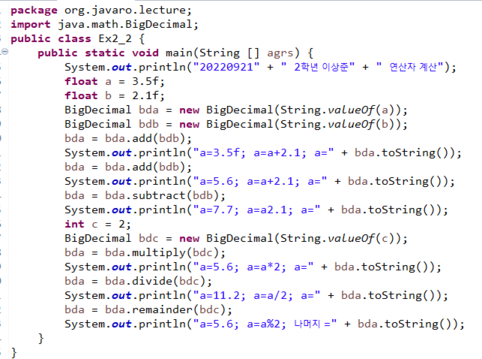 package org.javaro.lecture;
import java.math.BigDecimal;
public class Ex2_2 {
public static void main(String [] agrs) {
System.out.println("20220921" + " 2학년 이상준" + " 연산자 계산");
float a = 3.5f;
float b = 2.1f;
BigDecimal bda = new BigDecimal(String.valueOf(a));
BigDecimal bdb = new BigDecimal(String.valueOf(b));
bda = bda.add(bdb);
System.out.println("a=3.5f; a=a+2.1; a=" + bda.toString());
bda = bda.add(bdb);
System.out.println("a=5.6; a=a+2.1; a=" + bda.toString());
bda = bda.subtract(bdb);
System.out.println("a=7.7; a=a2.1; a=" + bda.toString());
int c = 2;
BigDecimal bdc = new BigDecimal(String.valueOf(c));
bda = bda.multiply(bdc);
System.out.println("a=5.6; a=a*2; a=" + bda.toString());
bda = bda.divide(bdc);
System.out.println("a=11.2; a=a/2; a=" + bda.toString());
bda = bda.remainder(bdc);
System.out.println("a=5.6; a=a%2; 나머지 =" + bda.toString());
}
}